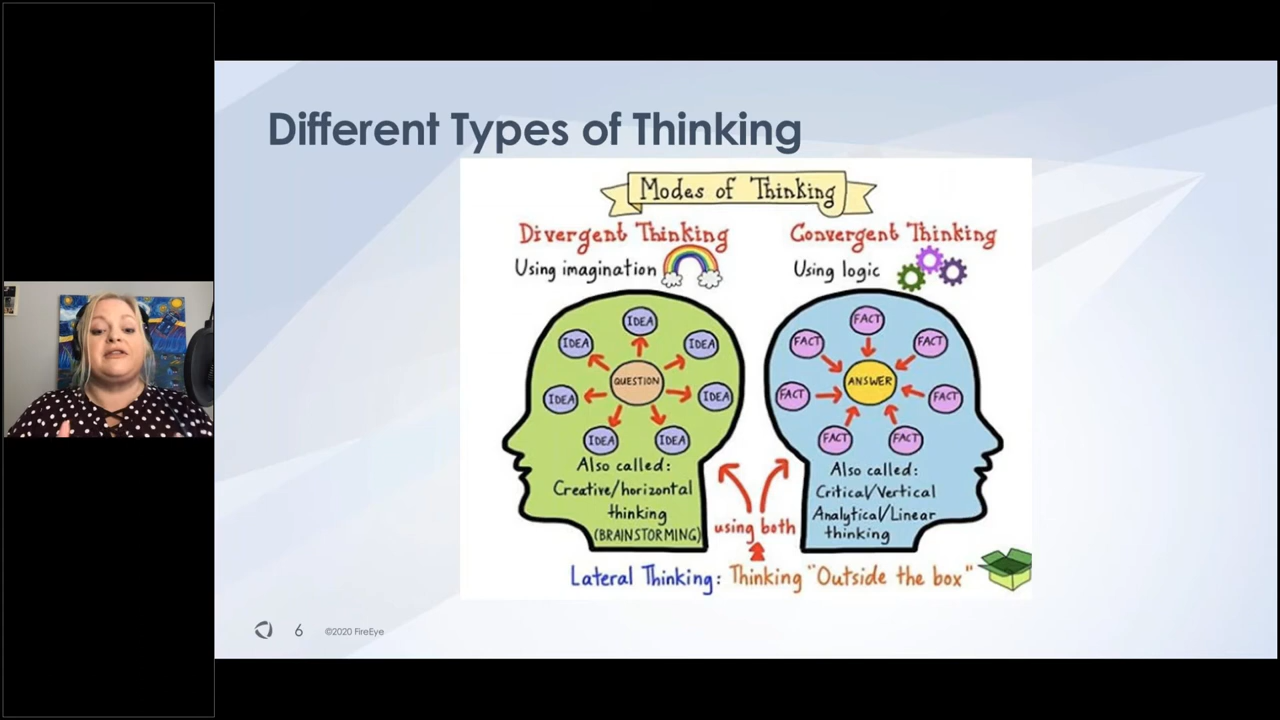 Different Types of Thinking
Modes of Thinking
Divergent Thinking
Using imagination
IDEA
IDEA
IDEA
IDEA
IDEA
IDEA
IDEA
QUESTION
Also called:
Creative/horizontal
thinking
(BRAINSTORMING)
Convergent Thinking
Using logic
FACT
FACT
FACT
FACT
FACT
FACT
FACT
ANSWER
Also called:
Critical/Vertical
Analytical/Linear
thinking
using both
Lateral Thinking: Thinking "Outside the box"
6 ©2020 FireEye